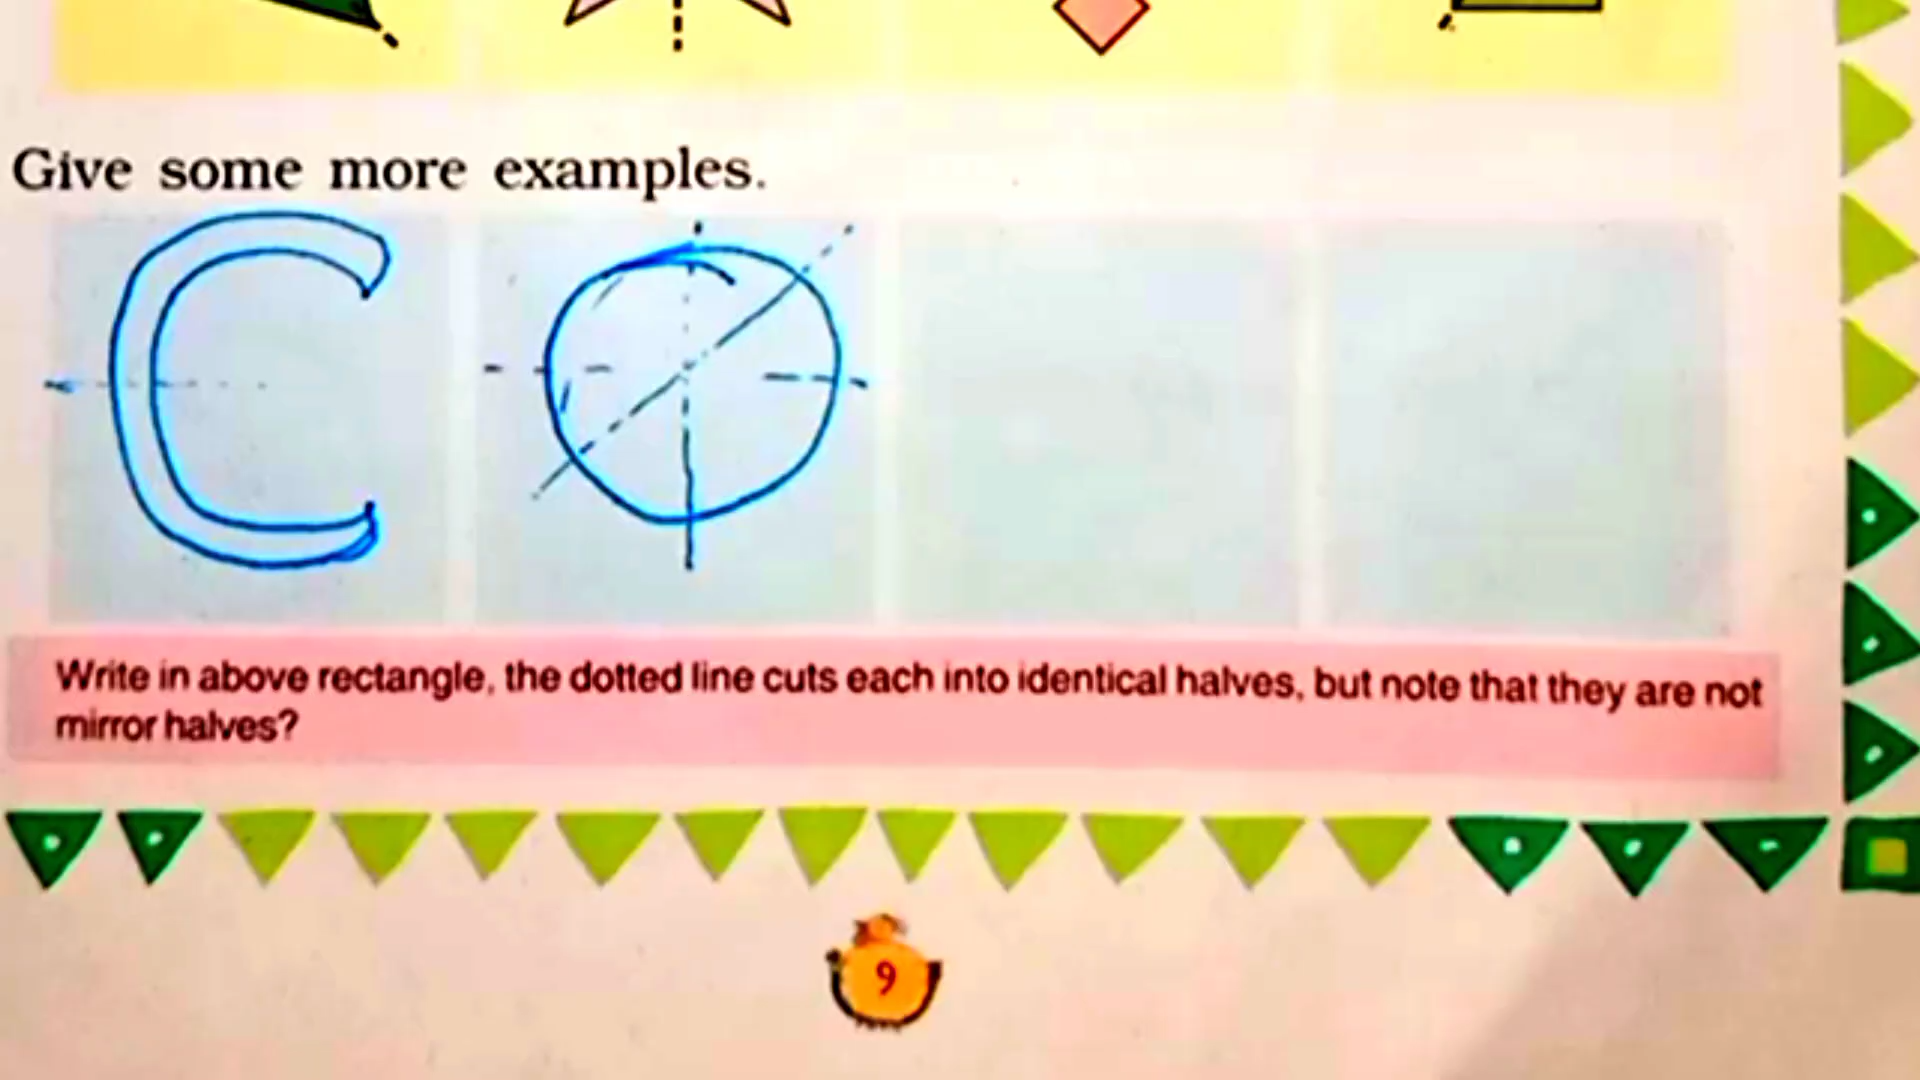 Give some more examples.
C
Write in above rectangle, the dotted line cuts each into identical halves, but note that they are not
mirror halves?
9